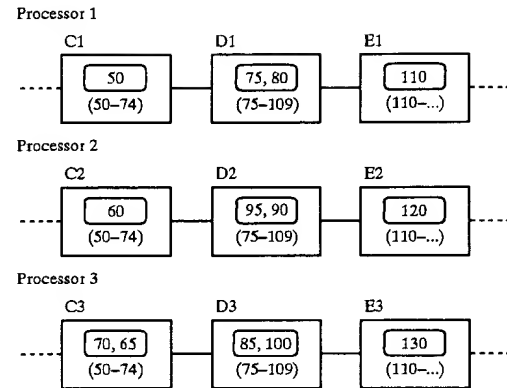 Processor 1
C1 D1 E1
50 75, 80 110
(50–74) (75–109) (110–...)
Processor 2
C2 D2 E2
60 95, 90 120
(50–74) (75–109) (110–...)
Processor 3
C3 D3 E3
70, 65 85, 100 130
(50–74) (75–109) (110–...)